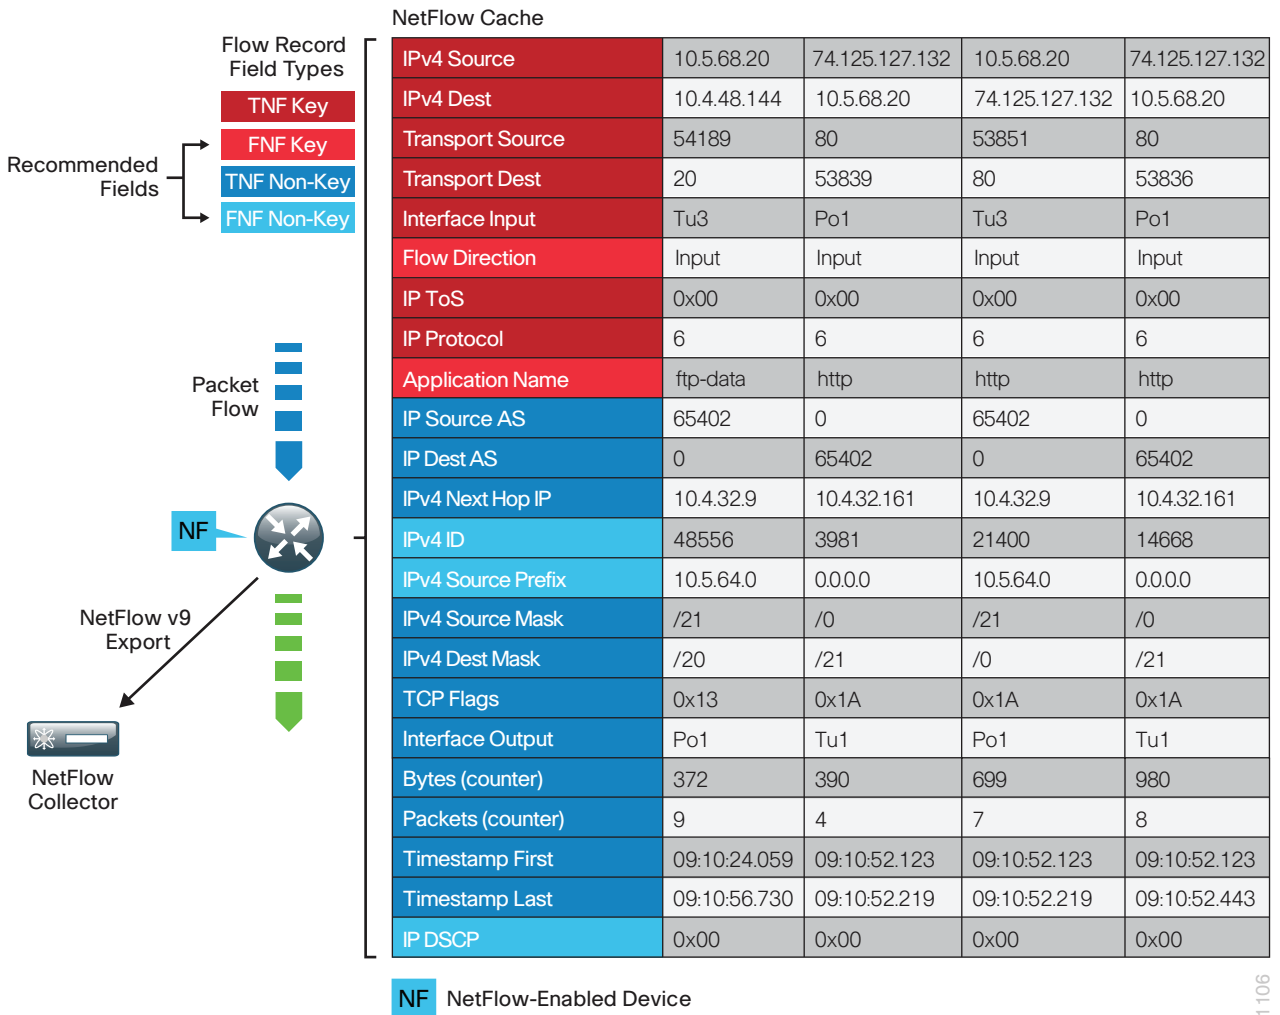 NetFlow Cache
Flow Record
Field Types
TNF Key
FNF Key
TNF Non-Key
FNF Non-Key
Recommended
Fields
Packet
Flow
NF
NetFlow v9
Export
NetFlow
Collector
IPv4 Source 10.5.68.20 74.125.127.132 10.5.68.20 74.125.127.132
IPv4 Dest 10.4.48.144 10.5.68.20 74.125.127.132 10.5.68.20
Transport Source 54189 80 53851 80
Transport Dest 20 53839 80 53836
Interface Input Tu3 Po1 Tu3 Po1
Flow Direction Input Input Input Input
IP ToS 0x00 0x00 0x00 0x00
IP Protocol 6 6 6 6
Application Name ftp-data http http http
IP Source AS 65402 0 65402 0
IP Dest AS 0 65402 0 65402
IPv4 Next Hop IP 10.4.32.9 10.4.32.161 10.4.32.9 10.4.32.161
IPv4 ID 48556 3981 21400 14668
IPv4 Source Prefix 10.5.64.0 0.0.0.0 10.5.64.0 0.0.0.0
IPv4 Source Mask /21 /0 /21 /0
IPv4 Dest Mask /20 /21 /0 /21
TCP Flags 0x13 0x1A 0x1A 0x1A
Interface Output Po1 Tu1 Po1 Tu1
Bytes (counter) 372 390 699 980
Packets (counter) 9 4 7 8
Timestamp First 09:10:24.059 09:10:52.123 09:10:52.123 09:10:52.123
Timestamp Last 09:10:56.730 09:10:52.219 09:10:52.219 09:10:52.443
IP DSCP 0x00 0x00 0x00 0x00
NF NetFlow-Enabled Device
1106